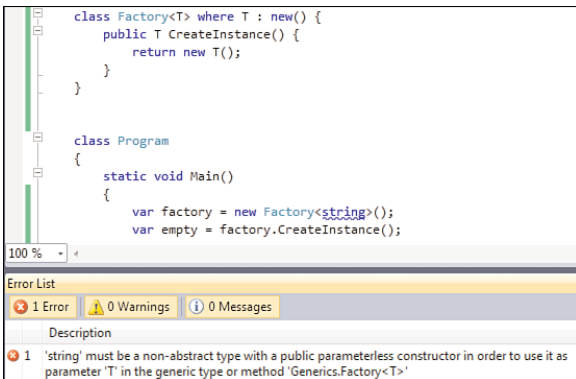 class Factory<T> where T : new() {
public T CreateInstance() {
return new T();
}
}
class Program
{
static void Main()
{
var factory = new Factory<string>();
var empty = factory.CreateInstance();
100 %
Error List
1 Error 0 Warnings 0 Messages
Description
1 'string' must be a non-abstract type with a public parameterless constructor in order to use it as
parameter 'T' in the generic type or method 'Generics.Factory<T>'